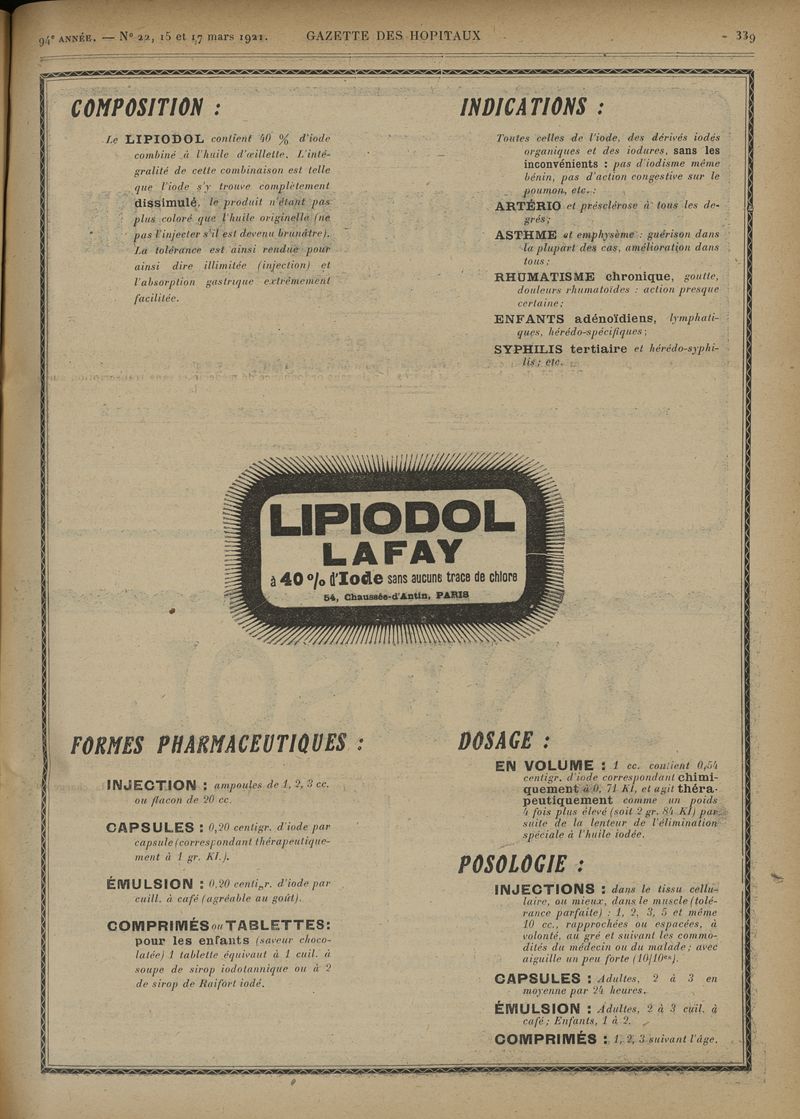 94e ANNÉE. — No 22, 15 et 17 mars 1921. GAZETTE DES HOPITAUX - 339
COMPOSITION :
Le LIPIODOL contient 40 % d'iode
combiné à l'huile d'œillette. L'inté-
gralité de cette combinaison est telle
que l'iode s'y trouve complètement
dissimulé, le produit n'étant pas
plus coloré que l'huile originelle (ne
pas l'injecter s'il est devenu brunâtre).
La tolérance est ainsi rendue pour
ainsi dire illimitée (injection) et
l'absorption gastrique extrêmement
facilitée.
INDICATIONS :
Toutes celles de l'iode, des dérivés iodés
organiques et des iodures, sans les
inconvénients : pas d'iodisme même
bénin, pas d'action congestive sur le
poumon, etc. :
ARTÉRIO et présclérose à tous les de-
grés;
ASTHME et emphysème : guérison dans
la plupart des cas, amélioration dans
tous;
RHUMATISME chronique, goutte,
douleurs rhumatoïdes : action presque
certaine;
ENFANTS adénoïdiens, lymphati-
ques, hérédo-spécifiques;
SYPHILIS tertiaire et hérédo-syphi-
lis; etc.
LIPIODOL
LAFAY
à 40 % d'Iode sans aucune trace de chlore
54, Chaussée-d'Antin, PARIS
FORMES PHARMACEUTIQUES :
INJECTION : ampoules de 1, 2, 3 cc.
ou flacon de 20 cc.
CAPSULES : 0,20 centigr. d'iode par
capsule (correspondant thérapeutique-
ment à 1 gr. KI.).
ÉMULSION : 0,20 centigr. d'iode par
cuill. à café (agréable au goût).
COMPRIMÉS ou TABLETTES:
pour les enfants (saveur choco-
latée) 1 tablette équivaut à 1 cuil. à
soupe de sirop iodotannique ou à 2
de sirop de Raifort iodé.
DOSAGE :
EN VOLUME : 1 cc. contient 0,54
centigr. d'iode correspondant chimi-
quement à 0, 71 KI, et agit théra-
peutiquement comme un poids
4 fois plus élevé (soit 2 gr. 84 KI) par
suite de la lenteur de l'élimination
spéciale à l'huile iodée.
POSOLOGIE :
INJECTIONS : dans le tissu cellu-
laire, ou mieux, dans le muscle (tolé-
rance parfaite) : 1, 2, 3, 5 et même
10 cc., rapprochées ou espacées, à
volonté, au gré et suivant les commo-
dités du médecin ou du malade; avec
aiguille un peu forte (10/10es).
CAPSULES : Adultes, 2 à 3 en
moyenne par 24 heures.
ÉMULSION : Adultes, 2 à 3 cuil. à
café; Enfants, 1 à 2.
COMPRIMÉS : 1, 2, 3 suivant l'âge.